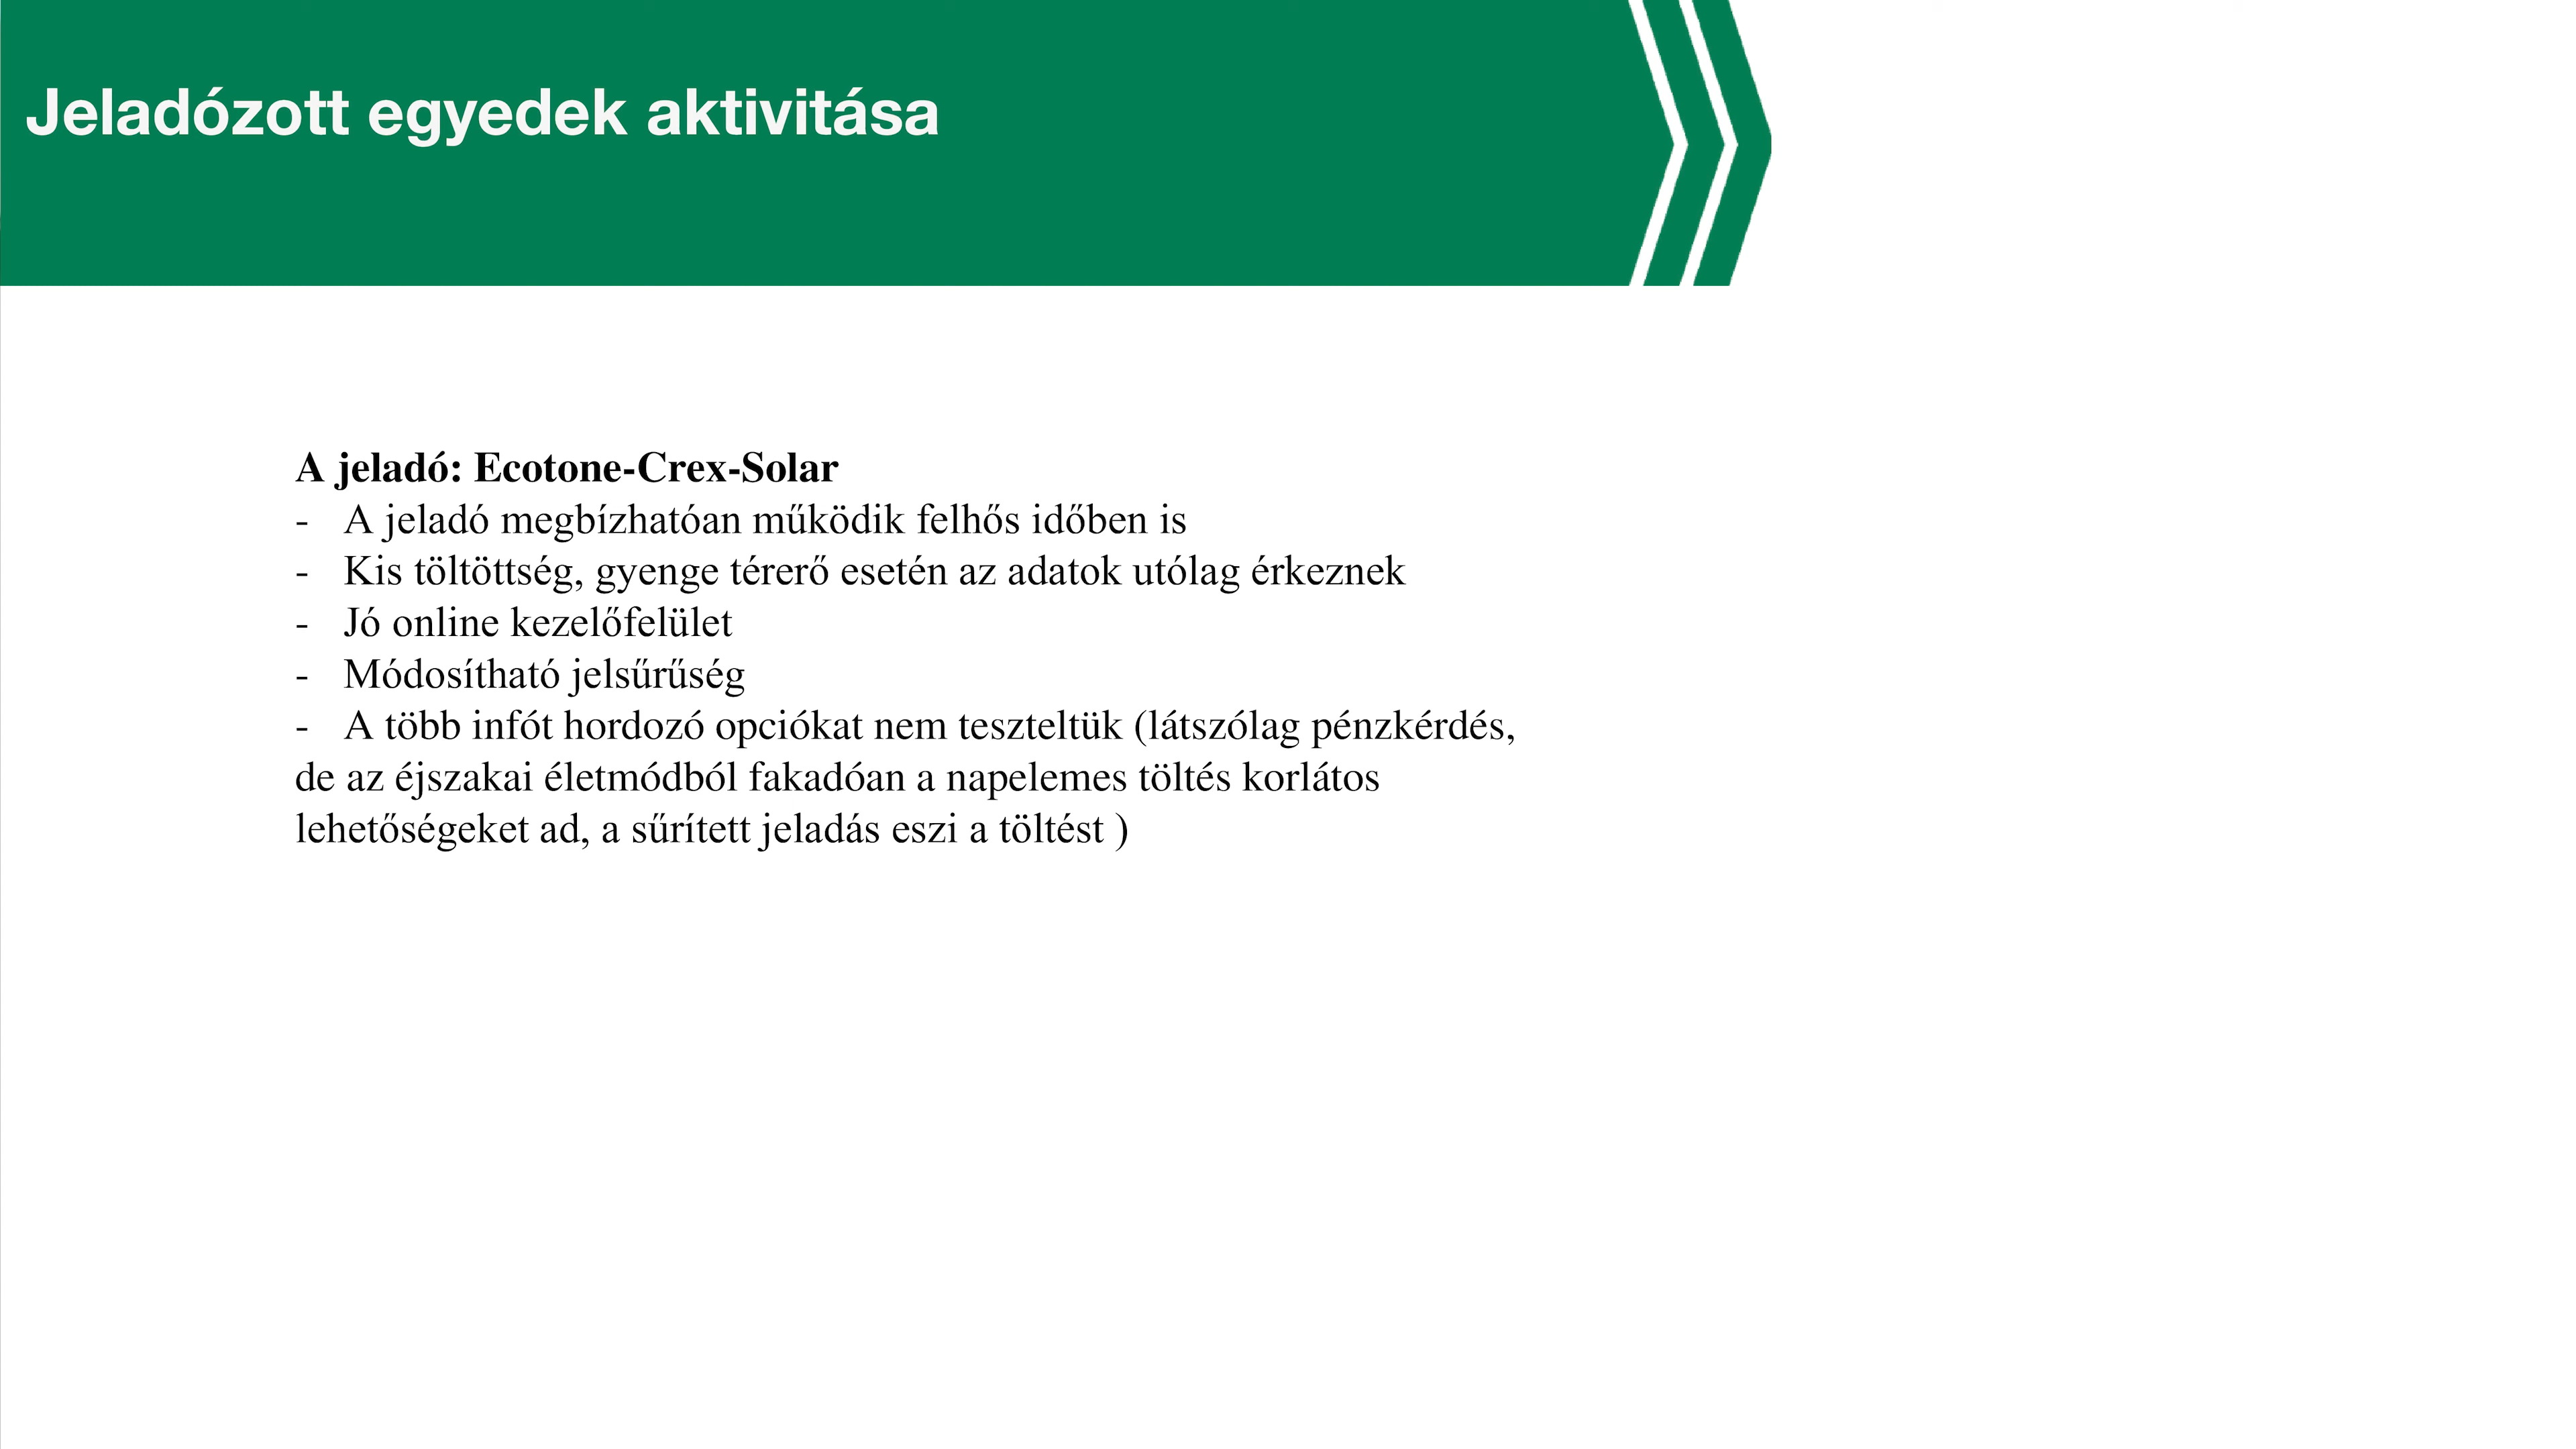 Jeladózott egyedek aktivitása
A jeladó: Ecotone-Crex-Solar
- A jeladó megbízhatóan működik felhős időben is
- Kis töltöttség, gyenge térerő esetén az adatok utólag érkeznek
- Jó online kezelőfelület
- Módosítható jelsűrűség
- A több infót hordozó opciókat nem teszteltük (látszólag pénzkérdés,
de az éjszakai életmódból fakadóan a napelemes töltés korlátos
lehetőségeket ad, a sűrített jeladás eszi a töltést )